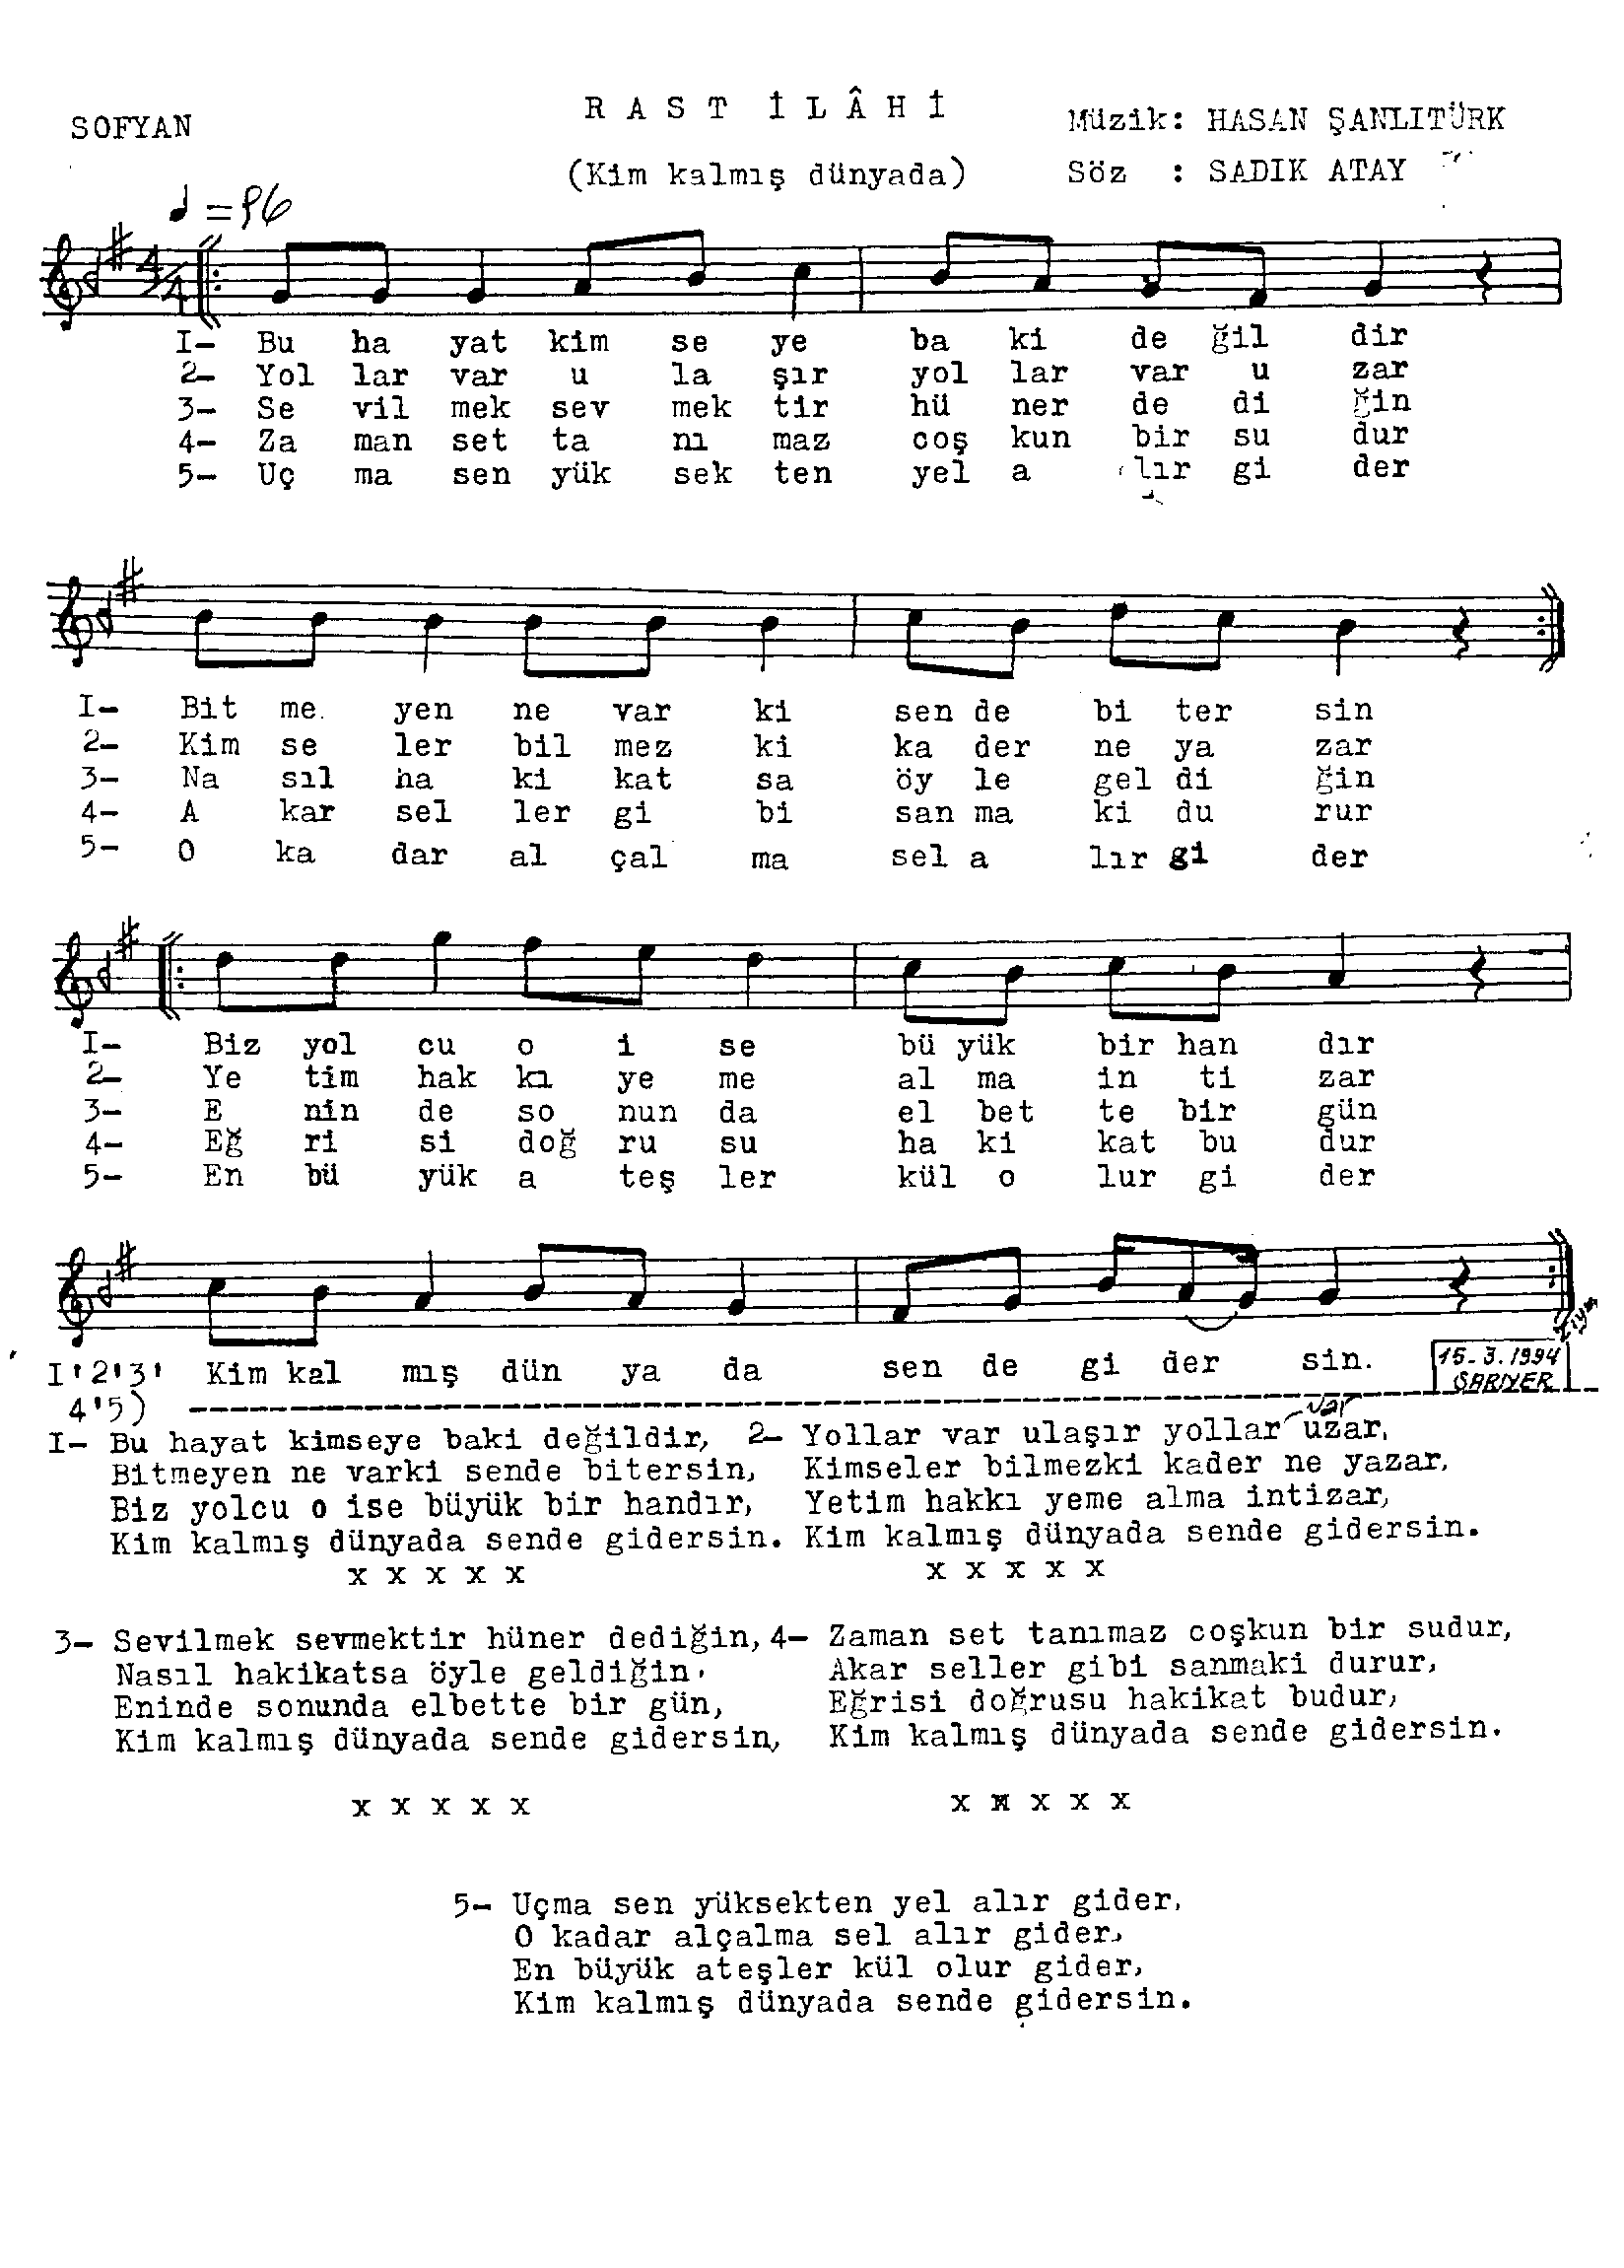 RAST İLÂHİ
SOFYAN
Müzik: HASAN ŞANLITÜRK
(Kim kalmış dünyada)
Söz : SADIK ATAY
♩ = 96
4/4
I- Bu ha yat kim se ye ba ki de ğil dir
2- Yol lar var u la şır yol lar var u zar
3- Se vil mek sev mek tir hü ner de di ğin
4- Za man set ta nı maz coş kun bir su dur
5- Uç ma sen yük sek ten yel a lır gi der
I- Bit me yen ne var ki sen de bi ter sin
2- Kim se ler bil mez ki ka der ne ya zar
3- Na sıl ha ki kat sa öy le gel di ğin
4- A kar sel ler gi bi san ma ki du rur
5- O ka dar al çal ma sel a lır gi der
I- Biz yol cu o i se bü yük bir han dır
2- Ye tim hak kı ye me al ma in ti zar
3- E nin de so nun da el bet te bir gün
4- Eğ ri si doğ ru su ha ki kat bu dur
5- En bü yük a teş ler kül o lur gi der
I'2'3' Kim kal mış dün ya da sen de gi der sin.
4'5)
15-3.1994
SARIYER
I- Bu hayat kimseye baki değildir,
Bitmeyen ne varki sende bitersin,
Biz yolcu o ise büyük bir handır,
Kim kalmış dünyada sende gidersin.
x x x x x
2- Yollar var ulaşır yollar var uzar,
Kimseler bilmezki kader ne yazar,
Yetim hakkı yeme alma intizar,
Kim kalmış dünyada sende gidersin.
x x x x x
3- Sevilmek sevmektir hüner dediğin,
Nasıl hakikatsa öyle geldiğin,
Eninde sonunda elbette bir gün,
Kim kalmış dünyada sende gidersin,
x x x x x
4- Zaman set tanımaz coşkun bir sudur,
Akar seller gibi sanmaki durur,
Eğrisi doğrusu hakikat budur,
Kim kalmış dünyada sende gidersin.
x x x x x
5- Uçma sen yüksekten yel alır gider,
O kadar alçalma sel alır gider,
En büyük ateşler kül olur gider,
Kim kalmış dünyada sende gidersin.